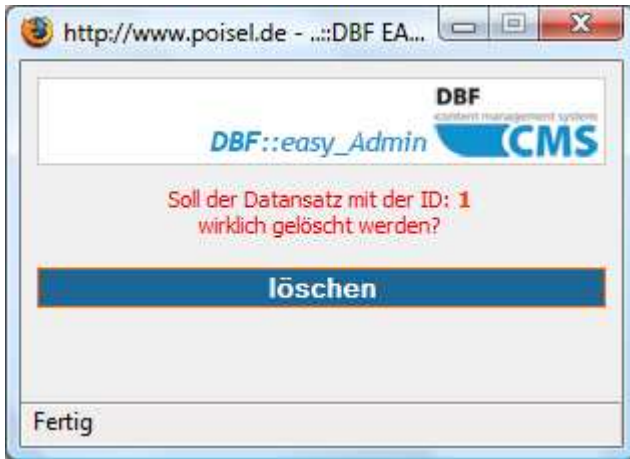 http://www.poisel.de - ..::DBF EA...
DBF
content management system
DBF::easy_Admin
CMS
Soll der Datansatz mit der ID: 1
wirklich gelöscht werden?
löschen
Fertig